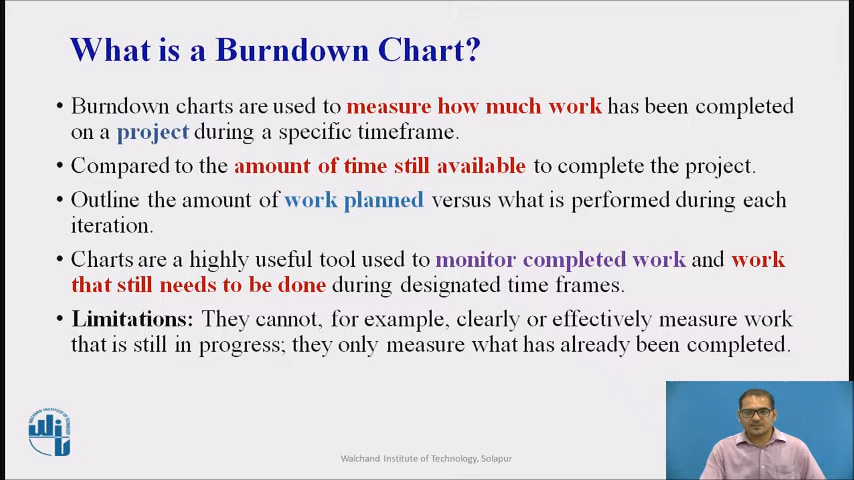 What is a Burndown Chart?
• Burndown charts are used to measure how much work has been completed
on a project during a specific timeframe.
• Compared to the amount of time still available to complete the project.
• Outline the amount of work planned versus what is performed during each
iteration.
• Charts are a highly useful tool used to monitor completed work and work
that still needs to be done during designated time frames.
• Limitations: They cannot, for example, clearly or effectively measure work
that is still in progress; they only measure what has already been completed.
WALCHAND INSTITUTE OF TECHNOLOGY
WIT
Walchand Institute of Technology, Solapur